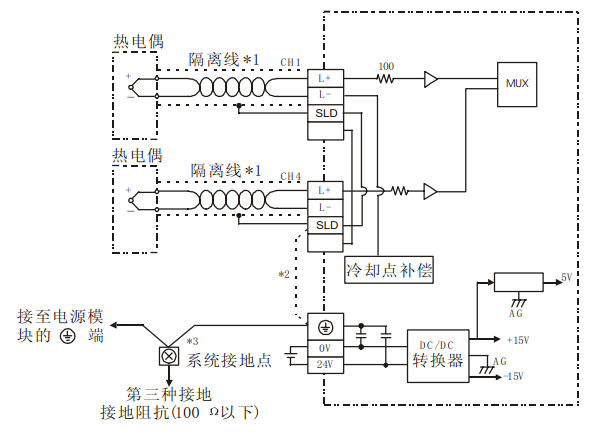 热电偶
隔离线*1
CH1
+
−
L+
L-
SLD
100
MUX
热电偶
隔离线*1
CH4
+
−
L+
L-
SLD
*2
冷却点补偿
5V
AG
接至电源模
块的 端
*3
系统接地点
0V
24V
DC/DC
转换器
+15V
AG
-15V
第三种接地
接地阻抗(100 Ω以下)